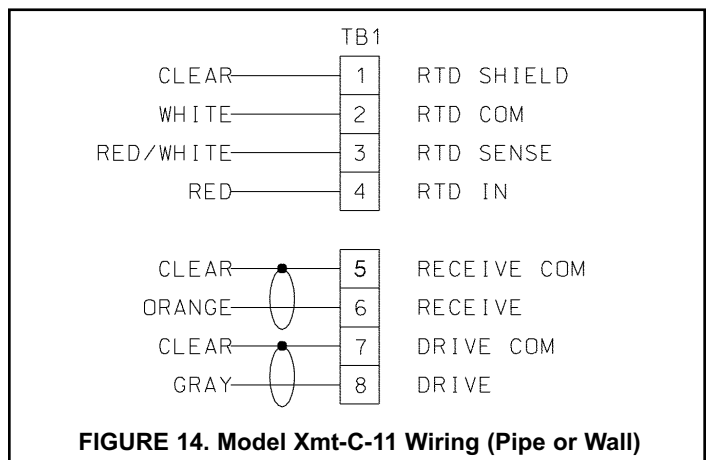 TB1
CLEAR 1 RTD SHIELD
WHITE 2 RTD COM
RED/WHITE 3 RTD SENSE
RED 4 RTD IN
CLEAR 5 RECEIVE COM
ORANGE 6 RECEIVE
CLEAR 7 DRIVE COM
GRAY 8 DRIVE
FIGURE 14. Model Xmt-C-11 Wiring (Pipe or Wall)